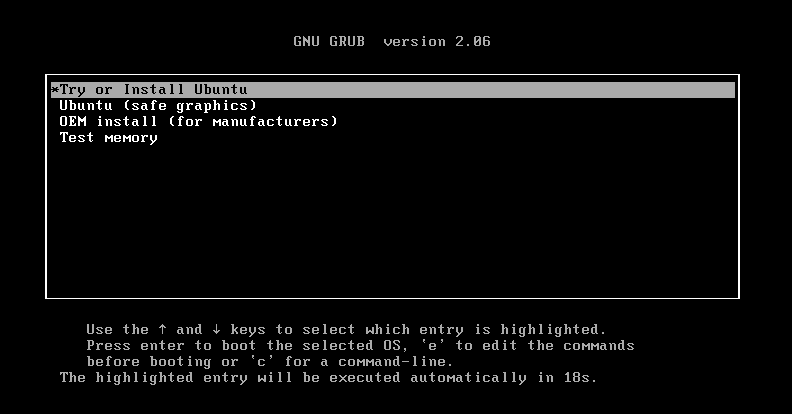 GNU GRUB  version 2.06
*Try or Install Ubuntu
Ubuntu (safe graphics)
OEM install (for manufacturers)
Test memory
Use the ↑ and ↓ keys to select which entry is highlighted.
Press enter to boot the selected OS, `e' to edit the commands
before booting or `c' for a command-line.
The highlighted entry will be executed automatically in 18s.